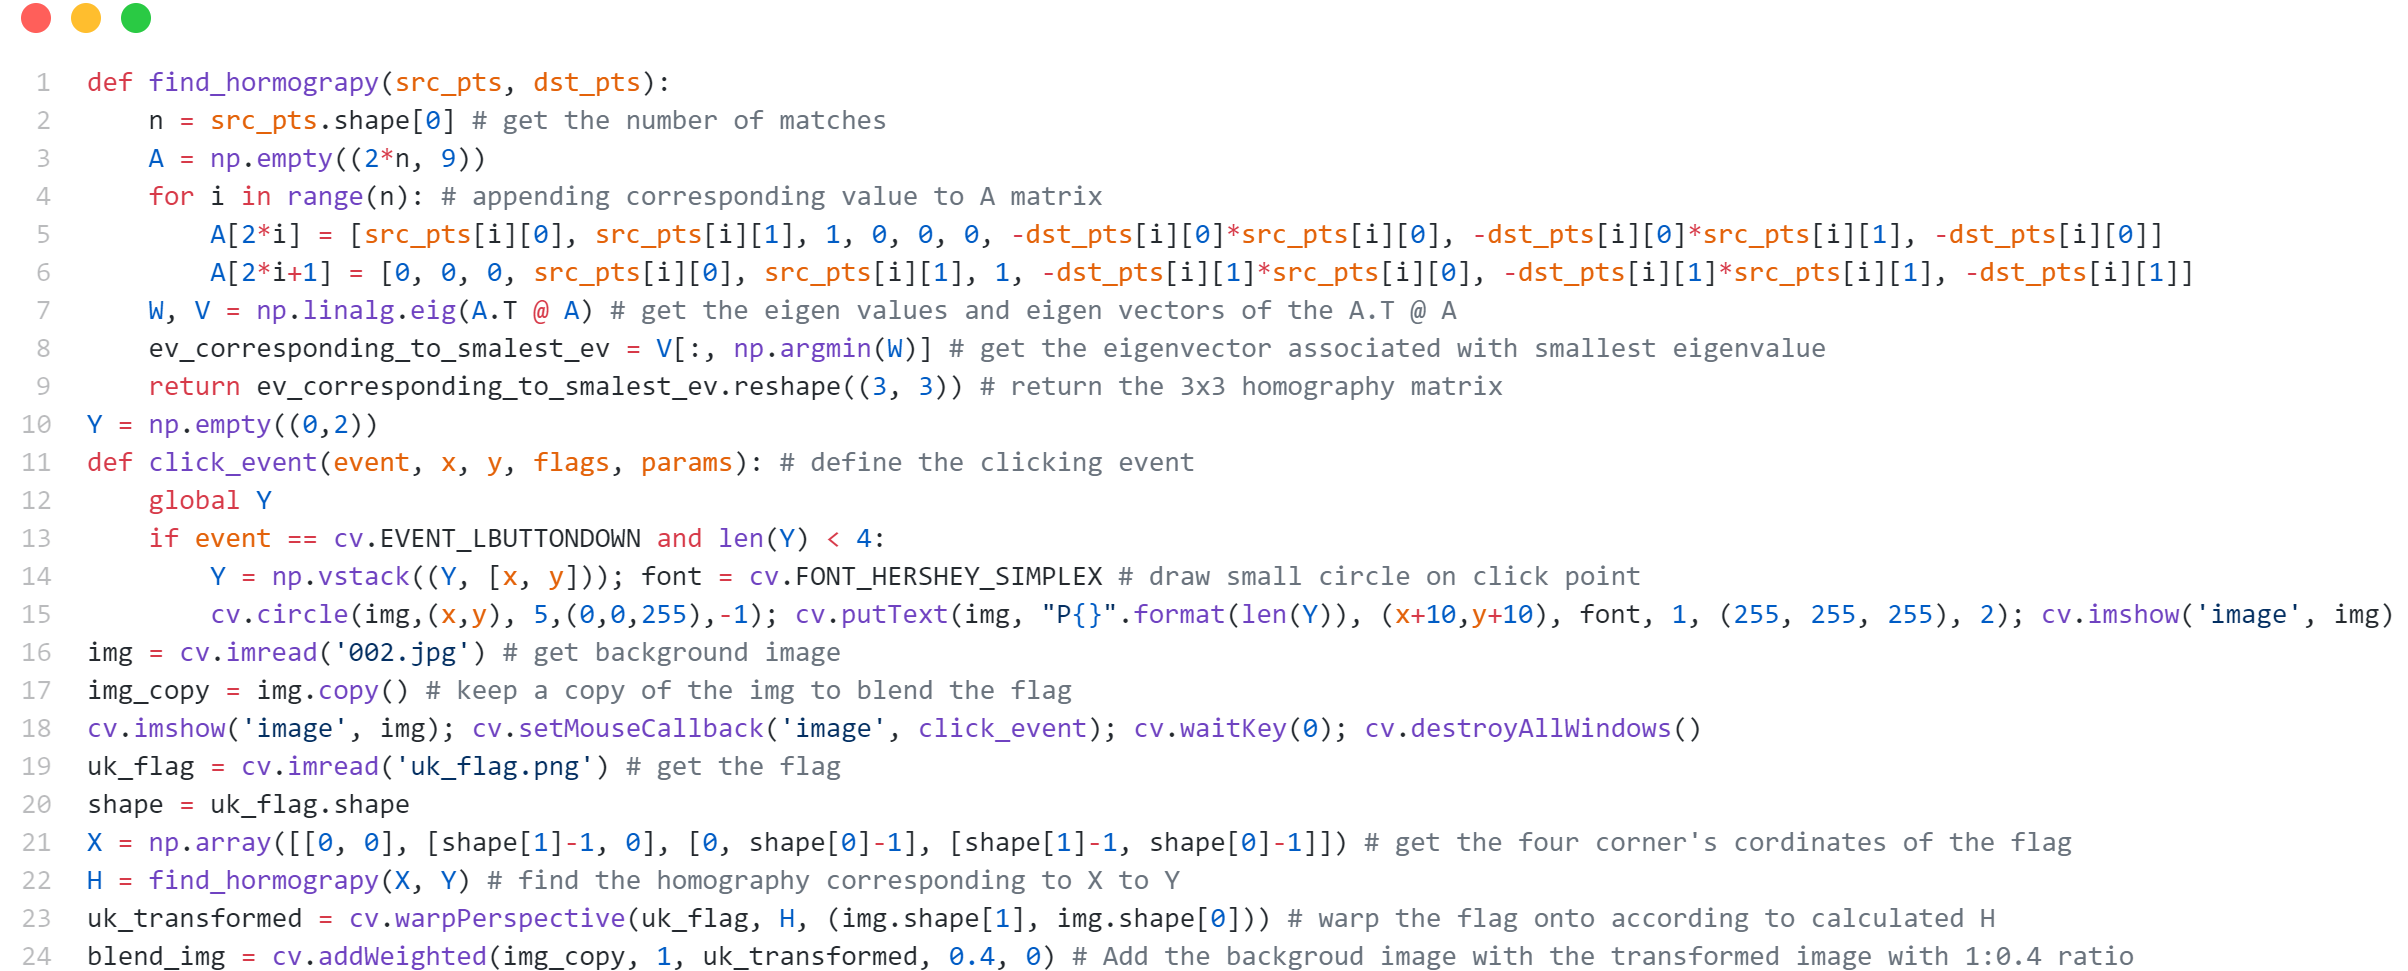 1 def find_hormograpy(src_pts, dst_pts):
2     n = src_pts.shape[0] # get the number of matches
3     A = np.empty((2*n, 9))
4     for i in range(n): # appending corresponding value to A matrix
5         A[2*i] = [src_pts[i][0], src_pts[i][1], 1, 0, 0, 0, -dst_pts[i][0]*src_pts[i][0], -dst_pts[i][0]*src_pts[i][1], -dst_pts[i][0]]
6         A[2*i+1] = [0, 0, 0, src_pts[i][0], src_pts[i][1], 1, -dst_pts[i][1]*src_pts[i][0], -dst_pts[i][1]*src_pts[i][1], -dst_pts[i][1]]
7     W, V = np.linalg.eig(A.T @ A) # get the eigen values and eigen vectors of the A.T @ A
8     ev_corresponding_to_smalest_ev = V[:, np.argmin(W)] # get the eigenvector associated with smallest eigenvalue
9     return ev_corresponding_to_smalest_ev.reshape((3, 3)) # return the 3x3 homography matrix
10 Y = np.empty((0,2))
11 def click_event(event, x, y, flags, params): # define the clicking event
12     global Y
13     if event == cv.EVENT_LBUTTONDOWN and len(Y) < 4:
14         Y = np.vstack((Y, [x, y])); font = cv.FONT_HERSHEY_SIMPLEX # draw small circle on click point
15         cv.circle(img,(x,y), 5,(0,0,255),-1); cv.putText(img, "P{}".format(len(Y)), (x+10,y+10), font, 1, (255, 255, 255), 2); cv.imshow('image', img)
16 img = cv.imread('002.jpg') # get background image
17 img_copy = img.copy() # keep a copy of the img to blend the flag
18 cv.imshow('image', img); cv.setMouseCallback('image', click_event); cv.waitKey(0); cv.destroyAllWindows()
19 uk_flag = cv.imread('uk_flag.png') # get the flag
20 shape = uk_flag.shape
21 X = np.array([[0, 0], [shape[1]-1, 0], [0, shape[0]-1], [shape[1]-1, shape[0]-1]]) # get the four corner's cordinates of the flag
22 H = find_hormograpy(X, Y) # find the homography corresponding to X to Y
23 uk_transformed = cv.warpPerspective(uk_flag, H, (img.shape[1], img.shape[0])) # warp the flag onto according to calculated H
24 blend_img = cv.addWeighted(img_copy, 1, uk_transformed, 0.4, 0) # Add the backgroud image with the transformed image with 1:0.4 ratio